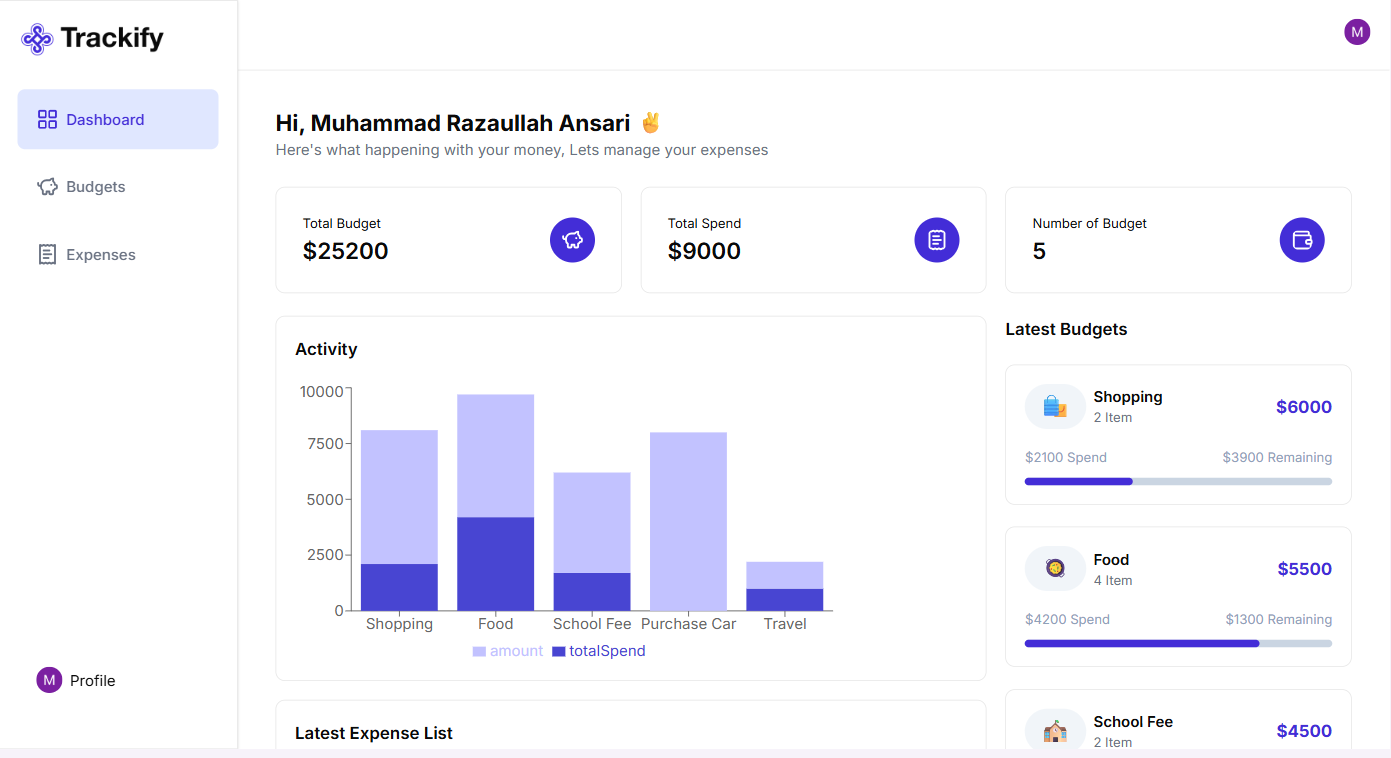 Trackify
M
Dashboard
Budgets
Expenses
M Profile
Hi, Muhammad Razaullah Ansari ✌️
Here's what happening with your money, Lets manage your expenses
Total Budget
$25200
Total Spend
$9000
Number of Budget
5
Activity
10000
7500
5000
2500
0
Shopping Food School Fee Purchase Car Travel
amount totalSpend
Latest Expense List
Latest Budgets
Shopping
2 Item
$6000
$2100 Spend $3900 Remaining
Food
4 Item
$5500
$4200 Spend $1300 Remaining
School Fee
2 Item
$4500